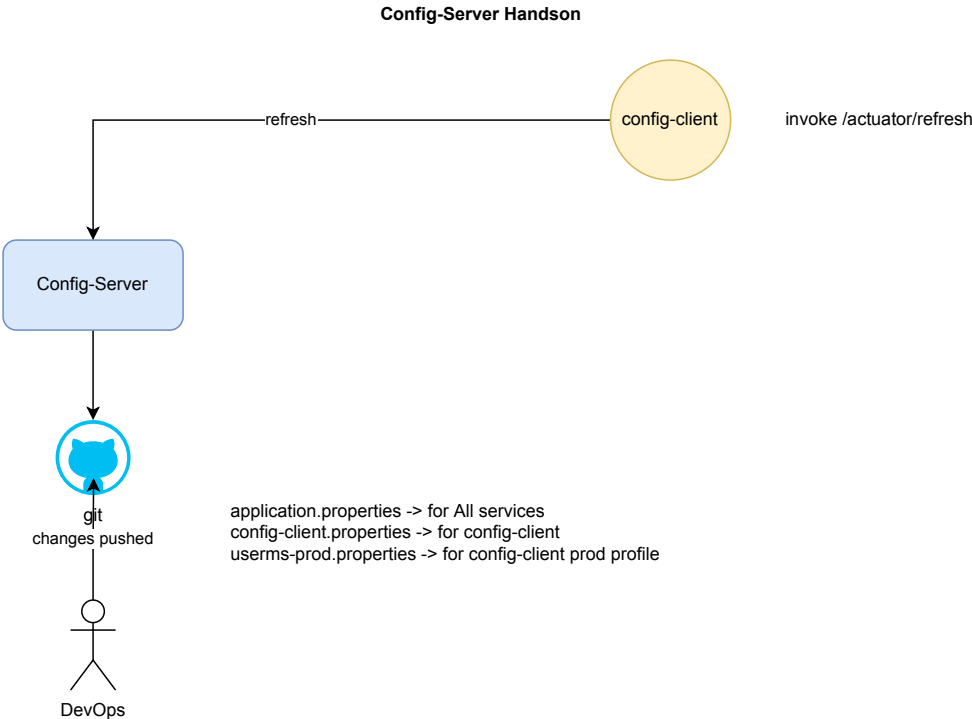 Config-Server Handson
refresh
config-client
invoke /actuator/refresh
Config-Server
git
changes pushed
application.properties -> for All services
config-client.properties -> for config-client
userms-prod.properties -> for config-client prod profile
DevOps